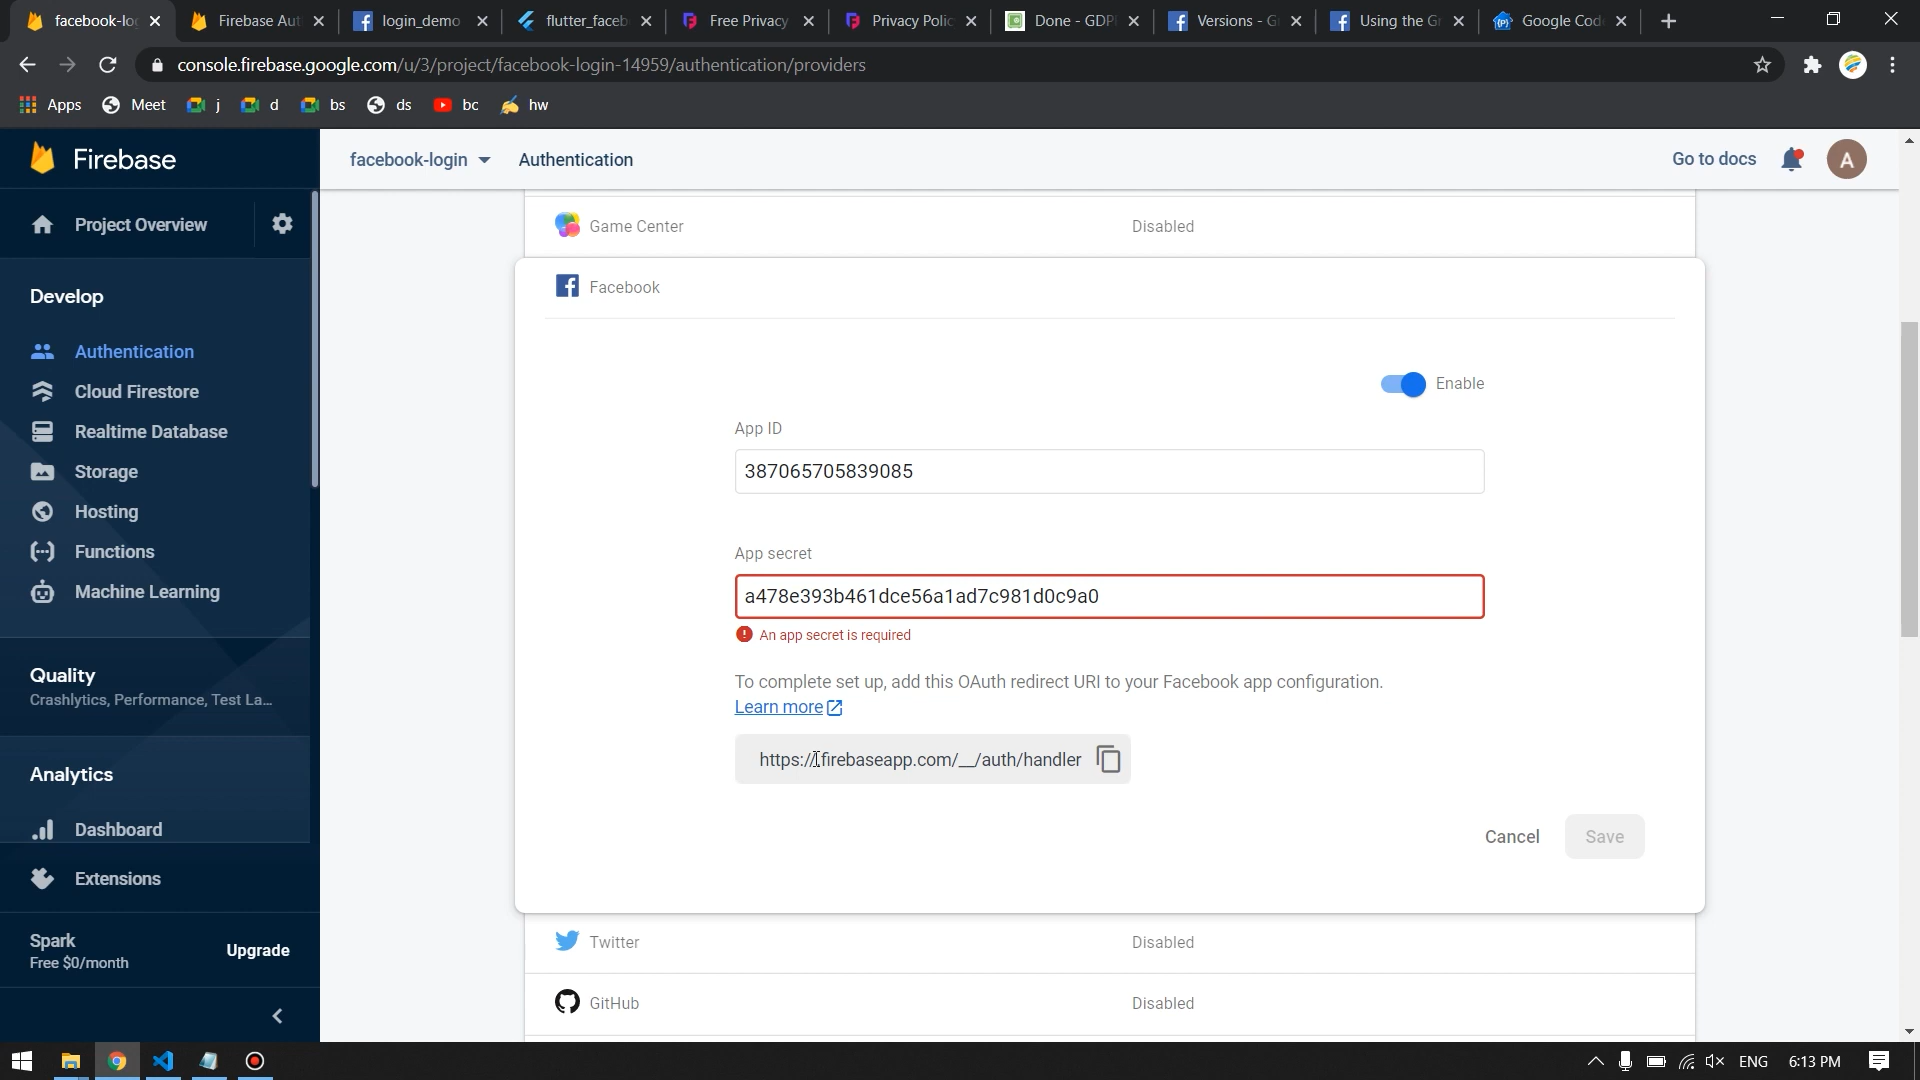 facebook-log
Firebase Aut
login_demo
flutter_faceb
Free Privacy
Privacy Polic
Done - GDP
Versions - G
Using the Gr
Google Cod
console.firebase.google.com/u/3/project/facebook-login-14959/authentication/providers
Apps
Meet
j
d
bs
ds
bc
hw
Firebase
facebook-login
Authentication
Go to docs
A
Project Overview
Develop
Authentication
Cloud Firestore
Realtime Database
Storage
Hosting
Functions
Machine Learning
Quality
Crashlytics, Performance, Test La...
Analytics
Dashboard
Extensions
Spark
Free $0/month
Upgrade
Game Center
Disabled
Facebook
Enable
App ID
387065705839085
App secret
a478e393b461dce56a1ad7c981d0c9a0
An app secret is required
To complete set up, add this OAuth redirect URI to your Facebook app configuration.
Learn more
https://.firebaseapp.com/__/auth/handler
Cancel
Save
Twitter
Disabled
GitHub
Disabled
ENG
6:13 PM